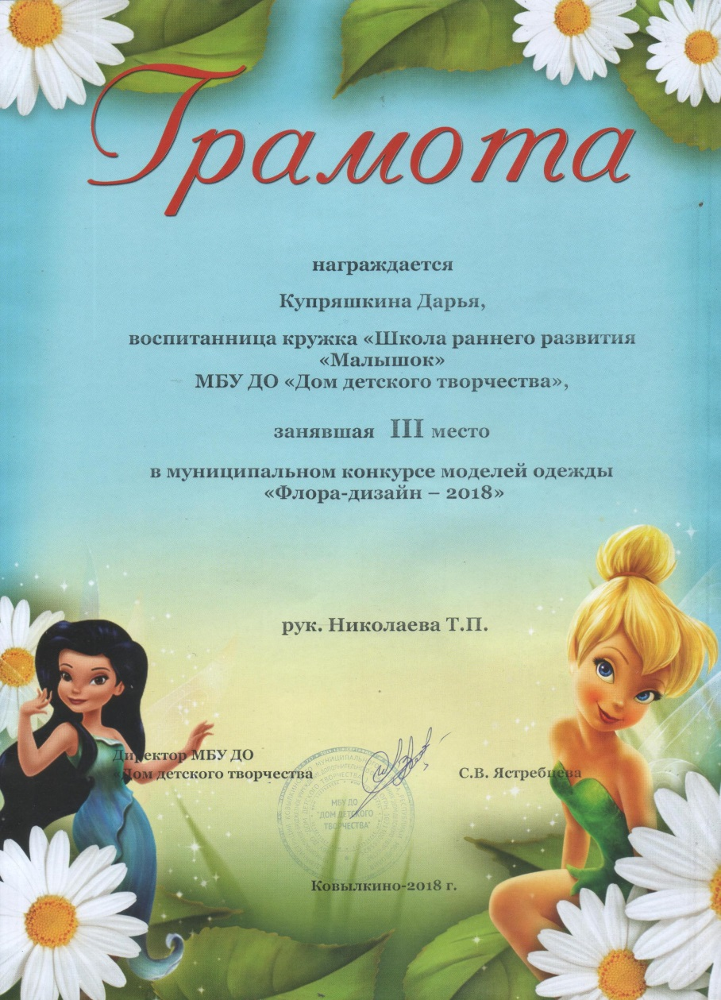 Грамота
награждается
Купряшкина Дарья,
воспитанница кружка «Школа раннего развития
«Малышок»
МБУ ДО «Дом детского творчества»,
занявшая III место
в муниципальном конкурсе моделей одежды
«Флора-дизайн – 2018»
рук. Николаева Т.П.
Директор МБУ ДО
«Дом детского творчества
С.В. Ястребцева
МБУ ДО
"ДОМ ДЕТСКОГО
ТВОРЧЕСТВА"
Ковылкино-2018 г.